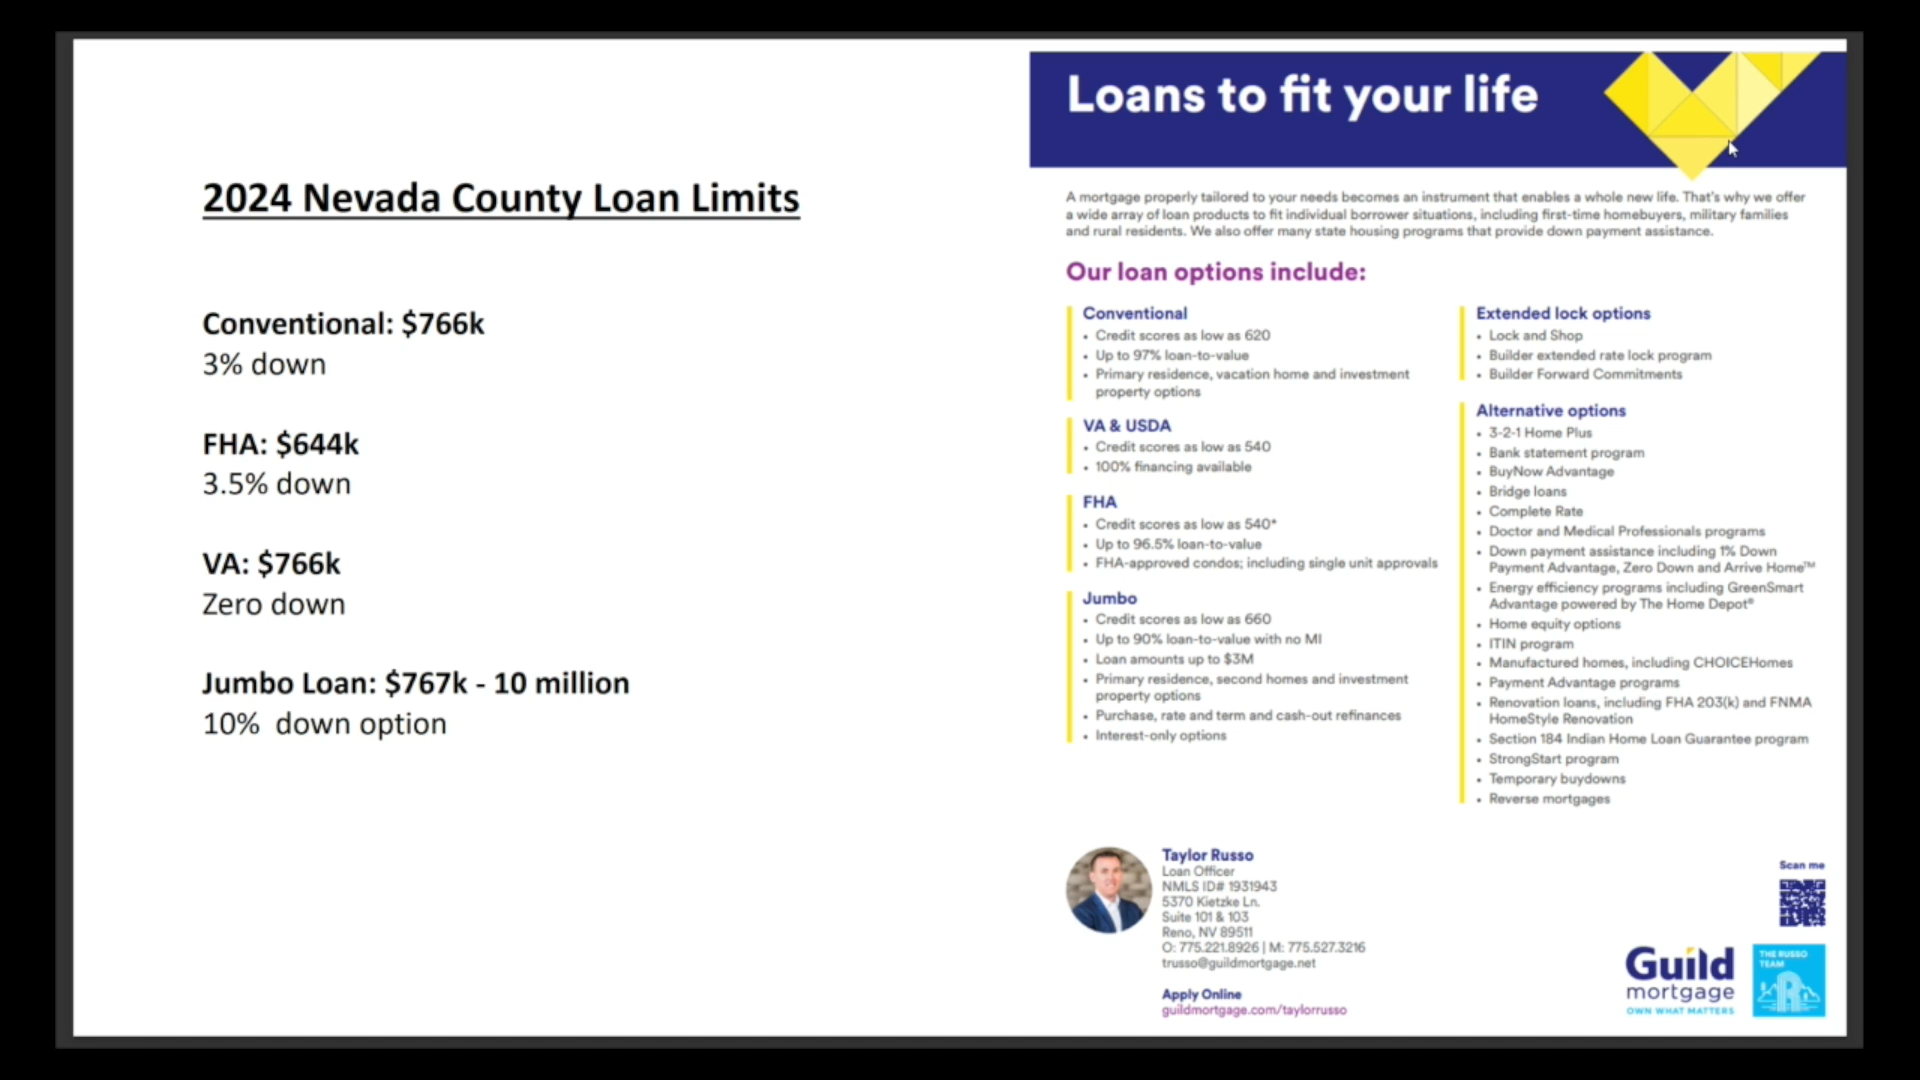 2024 Nevada County Loan Limits
Conventional: $766k
3% down
FHA: $644k
3.5% down
VA: $766k
Zero down
Jumbo Loan: $767k - 10 million
10%  down option
Loans to fit your life
A mortgage properly tailored to your needs becomes an instrument that enables a whole new life. That's why we offer
a wide array of loan products to fit individual borrower situations, including first-time homebuyers, military families
and rural residents. We also offer many state housing programs that provide down payment assistance.
Our loan options include:
Conventional
• Credit scores as low as 620
• Up to 97% loan-to-value
• Primary residence, vacation home and investment
property options
VA & USDA
• Credit scores as low as 540
• 100% financing available
FHA
• Credit scores as low as 540*
• Up to 96.5% loan-to-value
• FHA-approved condos; including single unit approvals
Jumbo
• Credit scores as low as 660
• Up to 90% loan-to-value with no MI
• Loan amounts up to $3M
• Primary residence, second homes and investment
property options
• Purchase, rate and term and cash-out refinances
• Interest-only options
Extended lock options
• Lock and Shop
• Builder extended rate lock program
• Builder Forward Commitments
Alternative options
• 3-2-1 Home Plus
• Bank statement program
• BuyNow Advantage
• Bridge loans
• Complete Rate
• Doctor and Medical Professionals programs
• Down payment assistance including 1% Down
Payment Advantage, Zero Down and Arrive Home™
• Energy efficiency programs including GreenSmart
Advantage powered by The Home Depot®
• Home equity options
• ITIN program
• Manufactured homes, including CHOICEHomes
• Payment Advantage programs
• Renovation loans, including FHA 203(k) and FNMA
HomeStyle Renovation
• Section 184 Indian Home Loan Guarantee program
• StrongStart program
• Temporary buydowns
• Reverse mortgages
Taylor Russo
Loan Officer
NMLS ID# 1931943
5370 Kietzke Ln.
Suite 101 & 103
Reno, NV 89511
O: 775.221.8926 | M: 775.527.3216
trusso@guildmortgage.net
Apply Online
guildmortgage.com/taylorrusso
Scan me
Guild
mortgage
OWN WHAT MATTERS
THE RUSSO
TEAM
R